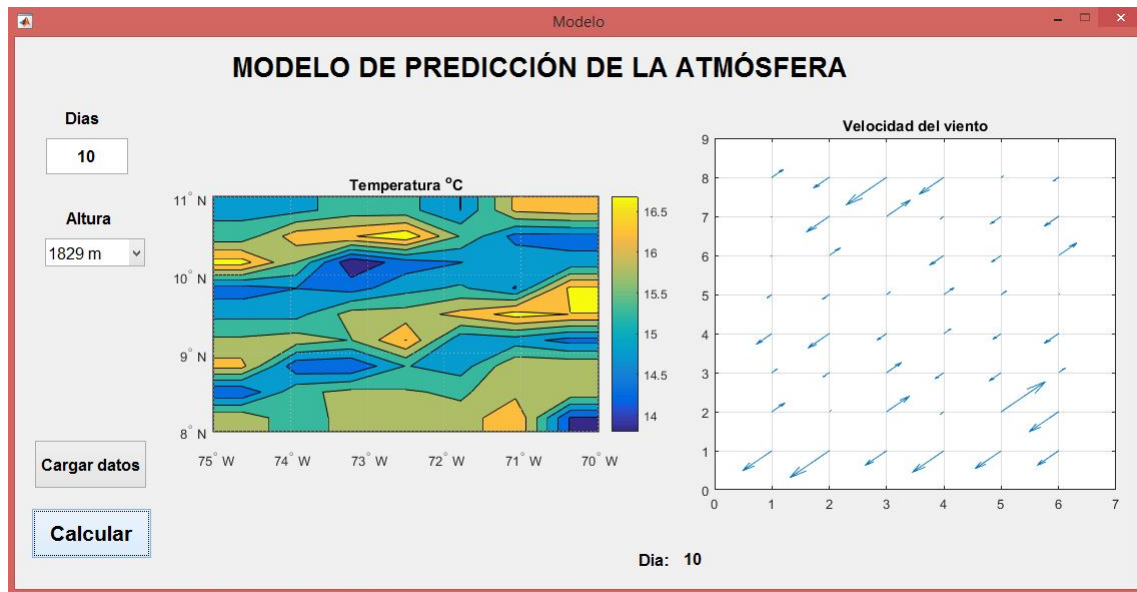 Modelo
MODELO DE PREDICCIÓN DE LA ATMÓSFERA
Dias
10
Altura
1829 m
Cargar datos
Calcular
Temperatura °C
11° N
10° N
9° N
8° N
75° W 74° W 73° W 72° W 71° W 70° W
16.5
16
15.5
15
14.5
14
Velocidad del viento
9
8
7
6
5
4
3
2
1
0
0 1 2 3 4 5 6 7
Dia: 10